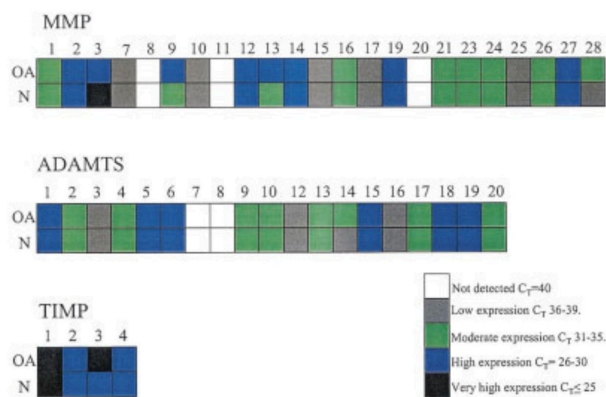 MMP
1 2 3 7 8 9 10 11 12 13 14 15 16 17 19 20 21 23 24 25 26 27 28
OA
N
ADAMTS
1 2 3 4 5 6 7 8 9 10 12 13 14 15 16 17 18 19 20
OA
N
TIMP
1 2 3 4
OA
N
Not detected CT=40
Low expression CT 36-39.
Moderate expression CT 31-35.
High expression CT= 26-30
Very high expression CT≤ 25